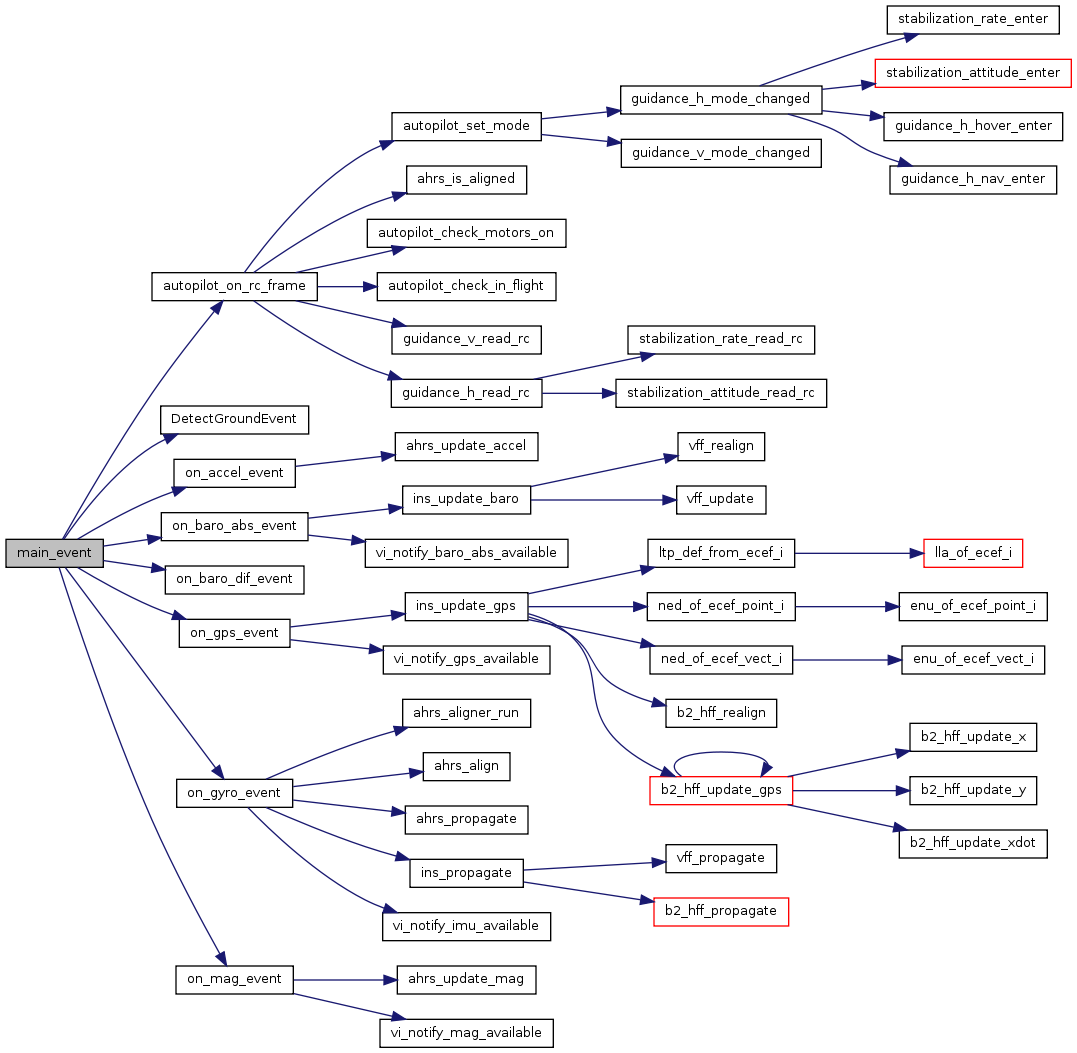 stabilization_rate_enter
stabilization_attitude_enter
guidance_h_mode_changed
autopilot_set_mode
guidance_h_hover_enter
guidance_v_mode_changed
ahrs_is_aligned
guidance_h_nav_enter
autopilot_check_motors_on
autopilot_on_rc_frame
autopilot_check_in_flight
guidance_v_read_rc
stabilization_rate_read_rc
guidance_h_read_rc
stabilization_attitude_read_rc
DetectGroundEvent
ahrs_update_accel
vff_realign
on_accel_event
ins_update_baro
vff_update
on_baro_abs_event
main_event
vi_notify_baro_abs_available
ltp_def_from_ecef_i
lla_of_ecef_i
on_baro_dif_event
ins_update_gps
ned_of_ecef_point_i
enu_of_ecef_point_i
on_gps_event
vi_notify_gps_available
ned_of_ecef_vect_i
enu_of_ecef_vect_i
ahrs_aligner_run
b2_hff_realign
b2_hff_update_x
ahrs_align
on_gyro_event
b2_hff_update_gps
b2_hff_update_y
ahrs_propagate
b2_hff_update_xdot
ins_propagate
vff_propagate
vi_notify_imu_available
b2_hff_propagate
on_mag_event
ahrs_update_mag
vi_notify_mag_available